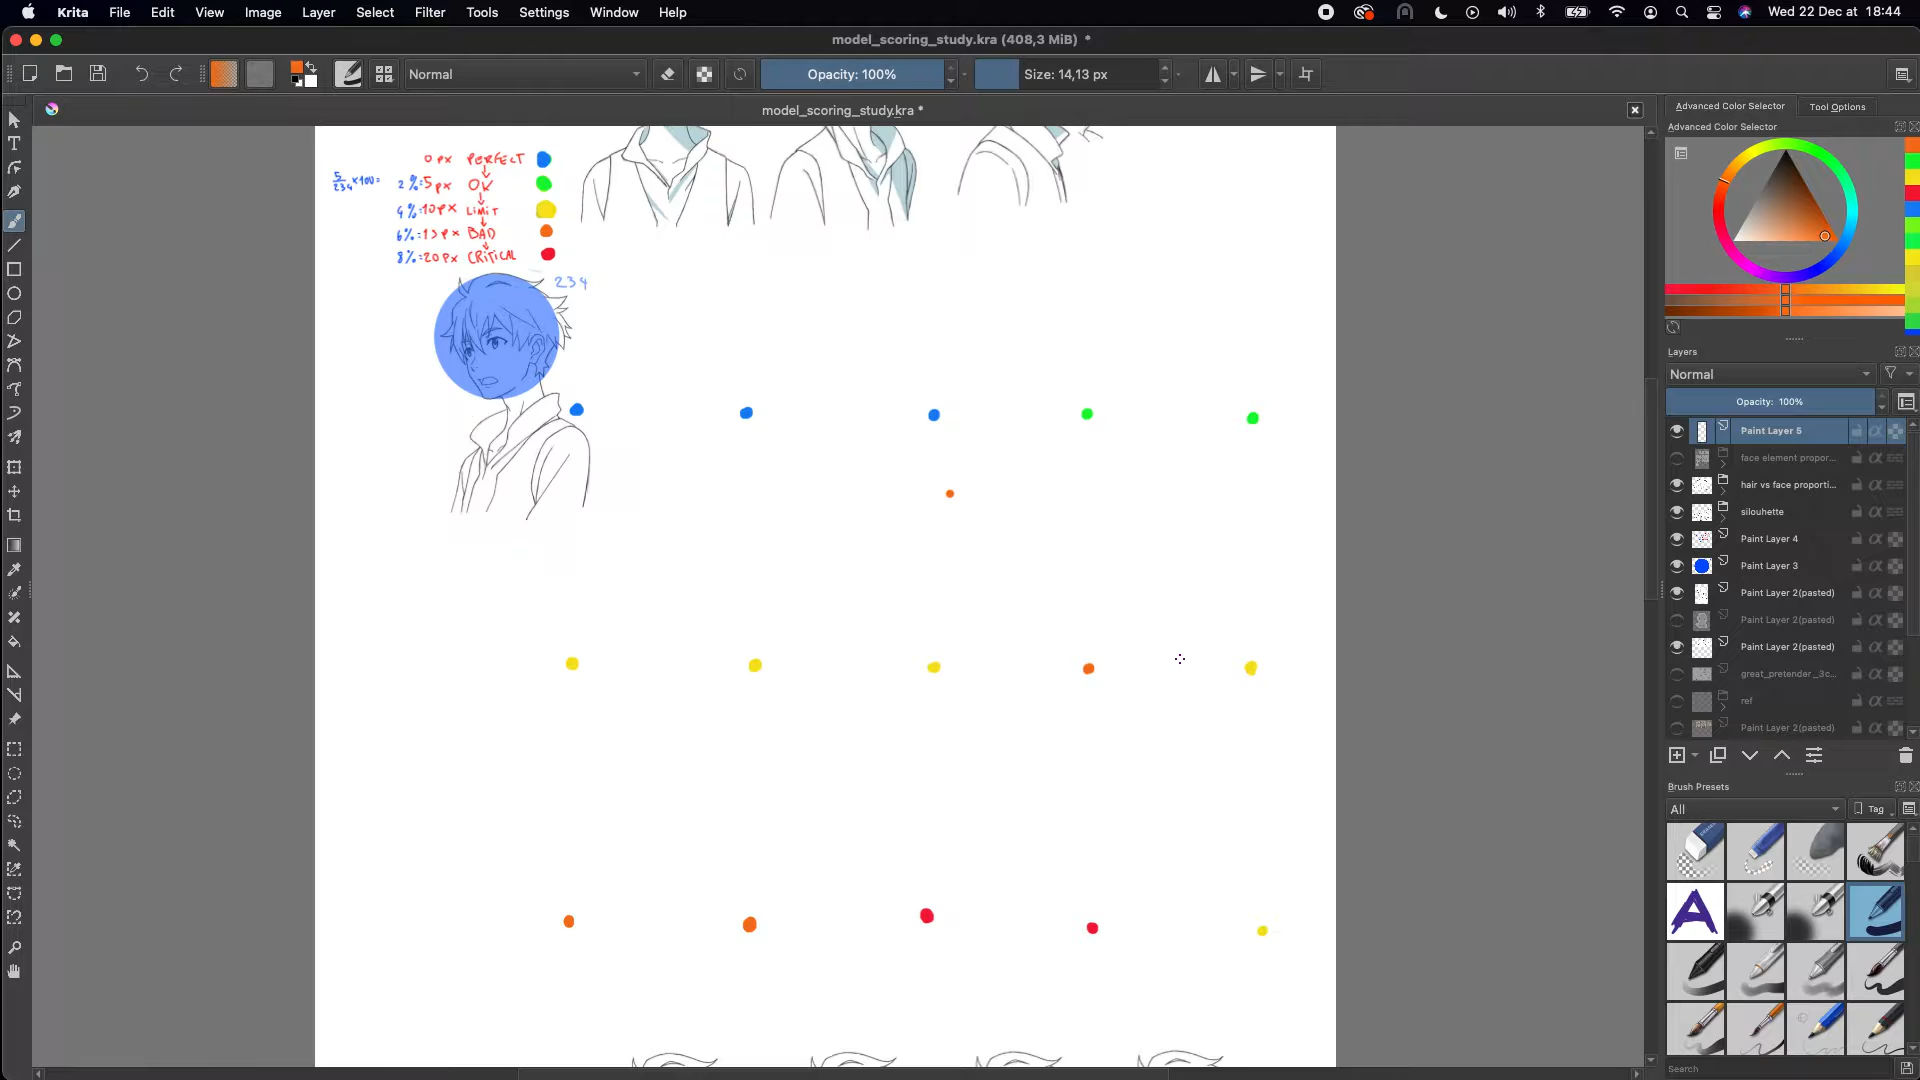 Krita File Edit View Image Layer Select Filter Tools Settings Window Help
Wed 22 Dec at 18:44
model_scoring_study.kra (408,3 MiB) *
Normal
Opacity: 100%
Size: 14,13 px
model_scoring_study.kra *
Advanced Color Selector
Tool Options
Advanced Color Selector
0 px PERFECT
5/234 x100=
2%=5 px OK
4%=10px LIMIT
6%=15px BAD
8%=20px CRITICAL
234
Layers
Normal
Opacity: 100%
Paint Layer 5
face element propor...
hair vs face proporti...
silouhette
Paint Layer 4
Paint Layer 3
Paint Layer 2(pasted)
Paint Layer 2(pasted)
Paint Layer 2(pasted)
great_pretender_3c...
ref
Paint Layer 2(pasted)
Brush Presets
All
Tag
A
Search